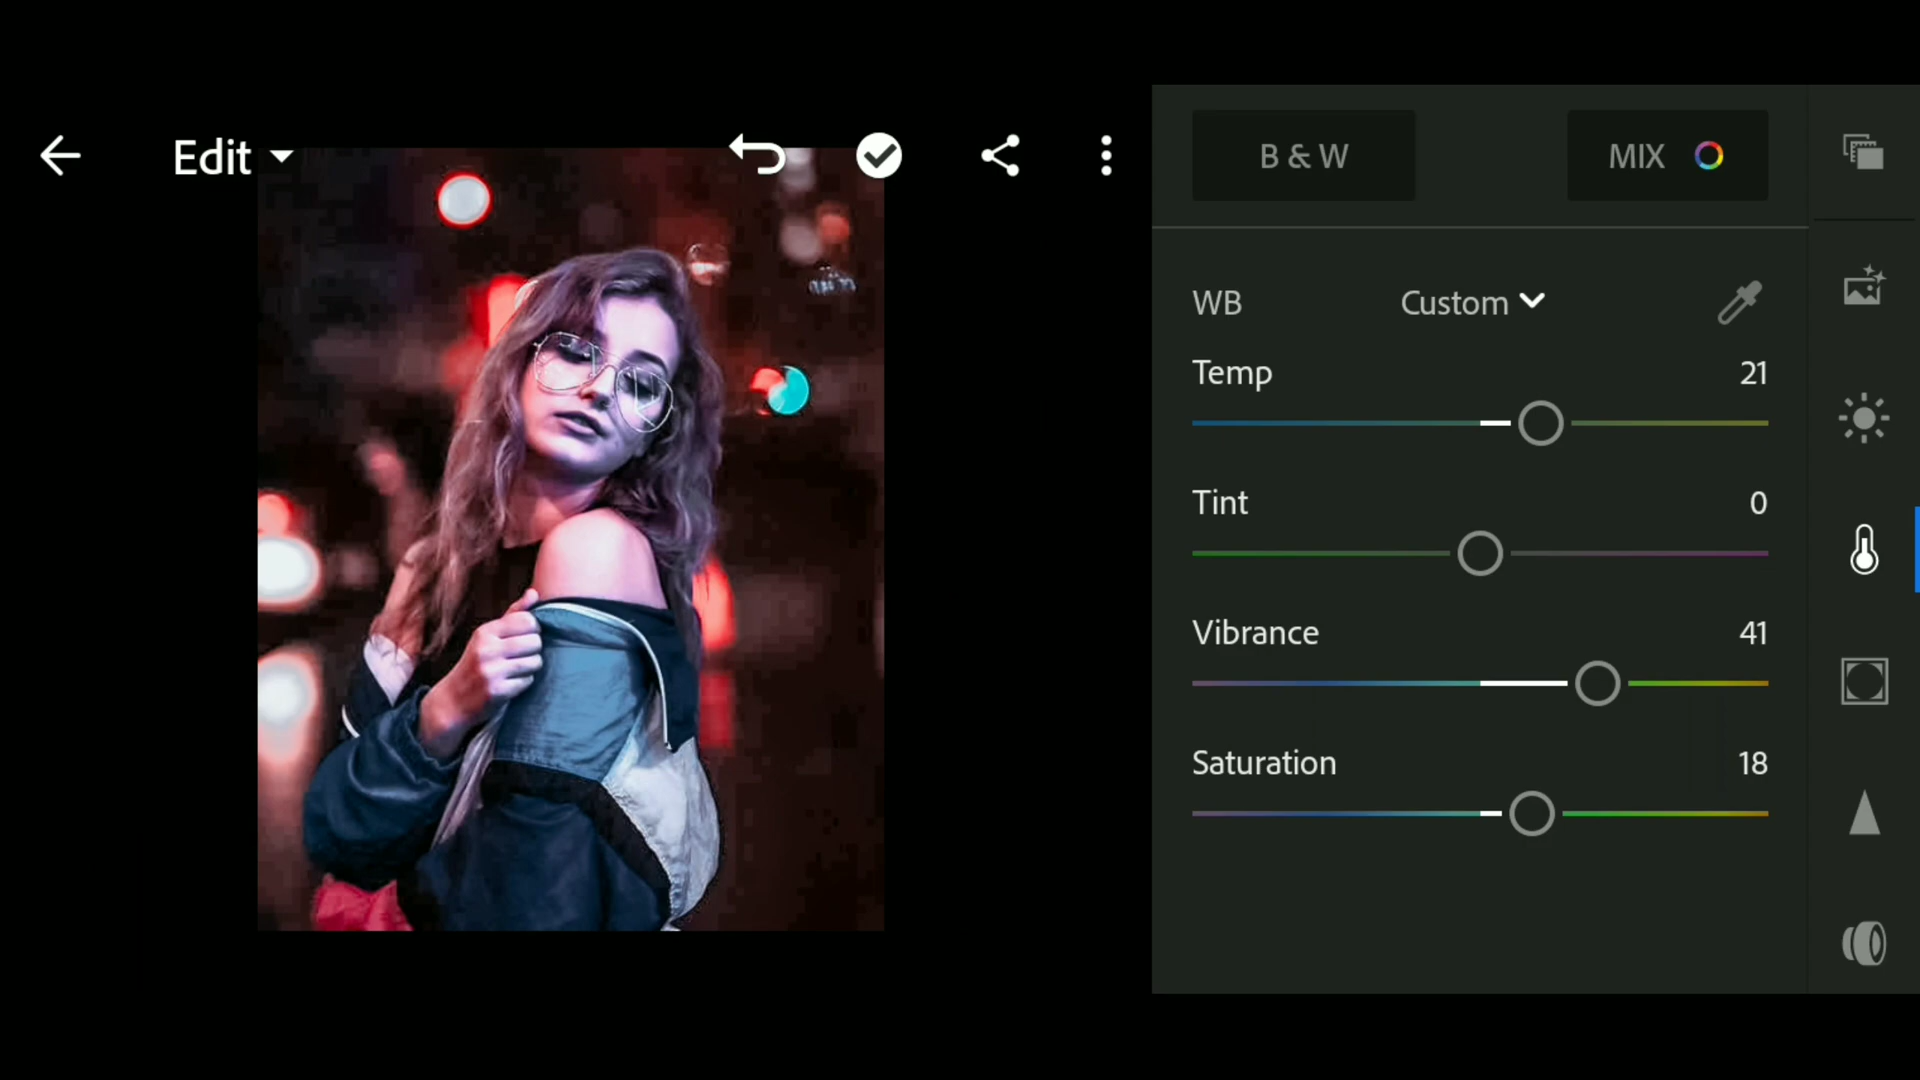 Edit
B & W
MIX
WB
Custom
Temp 21
Tint 0
Vibrance 41
Saturation 18